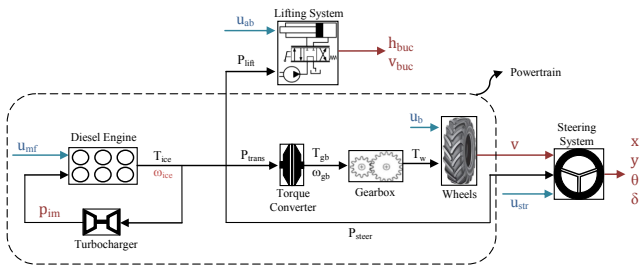 Lifting System
u_ab
h_buc
v_buc
P_lift
Powertrain
Diesel Engine
u_mf
T_ice
ω_ice
P_trans
T_gb
ω_gb
T_w
u_b
v
Steering
System
x
y
θ
δ
Torque
Converter
Gearbox
Wheels
u_str
p_im
Turbocharger
P_steer